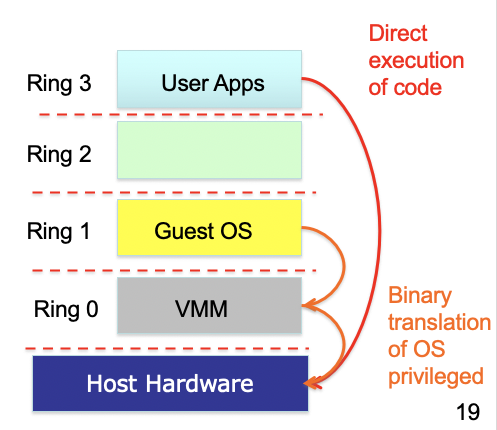 Direct
execution
of code
Ring 3
User Apps
Ring 2
Ring 1
Guest OS
Ring 0
VMM
Binary
translation
of OS
privileged
Host Hardware
19